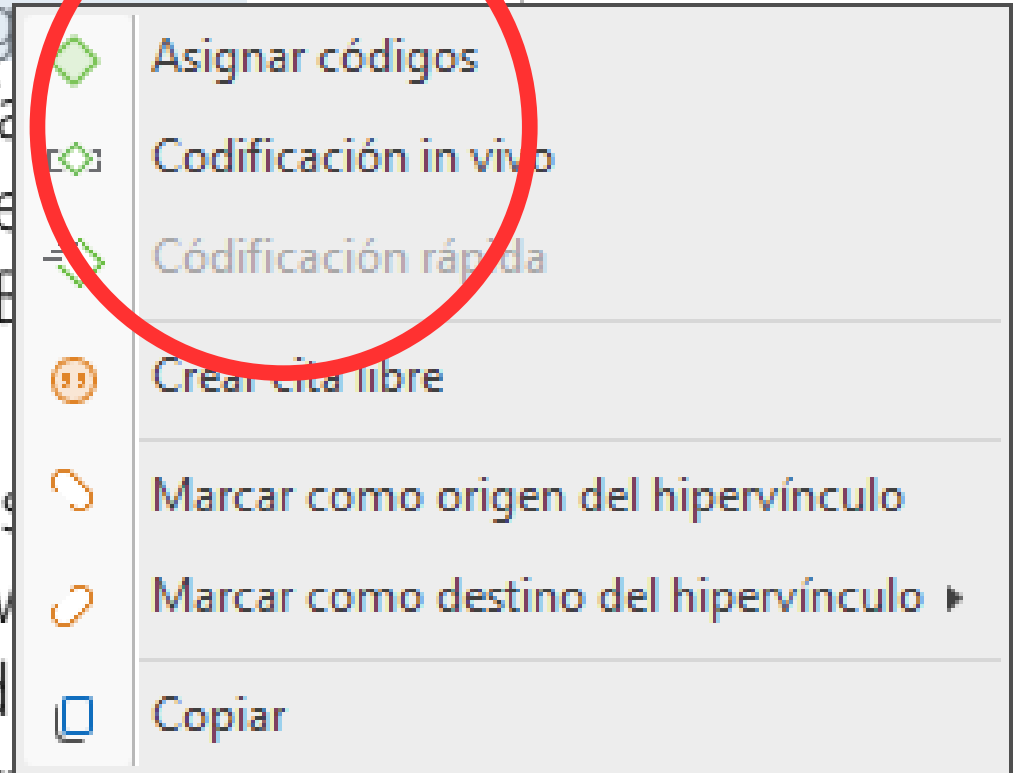 Asignar códigos
Codificación in vivo
Códificación rápida
Crear cita libre
Marcar como origen del hipervínculo
Marcar como destino del hipervínculo
Copiar